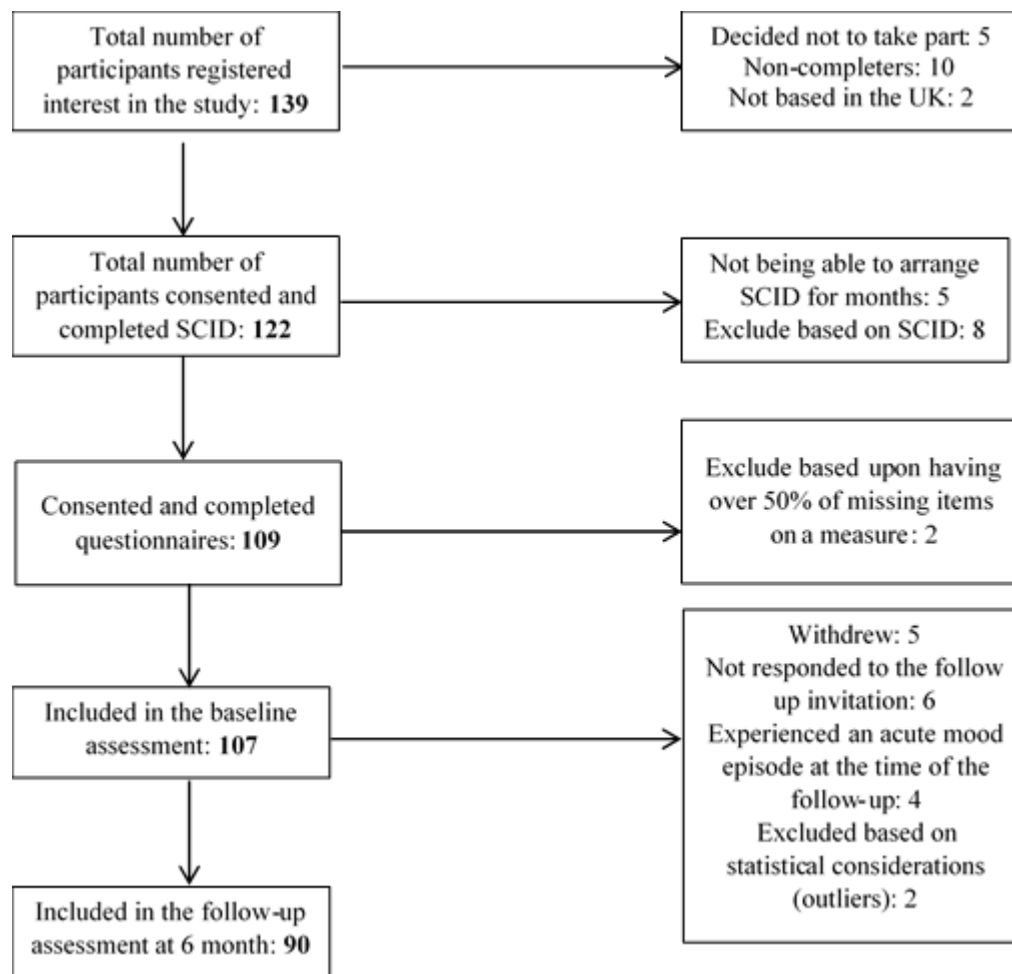 Total number of
participants registered
interest in the study: 139
Decided not to take part: 5
Non-completers: 10
Not based in the UK: 2
Total number of
participants consented and
completed SCID: 122
Not being able to arrange
SCID for months: 5
Exclude based on SCID: 8
Consented and completed
questionnaires: 109
Exclude based upon having
over 50% of missing items
on a measure: 2
Included in the baseline
assessment: 107
Withdrew: 5
Not responded to the follow
up invitation: 6
Experienced an acute mood
episode at the time of the
follow-up: 4
Excluded based on
statistical considerations
(outliers): 2
Included in the follow-up
assessment at 6 month: 90